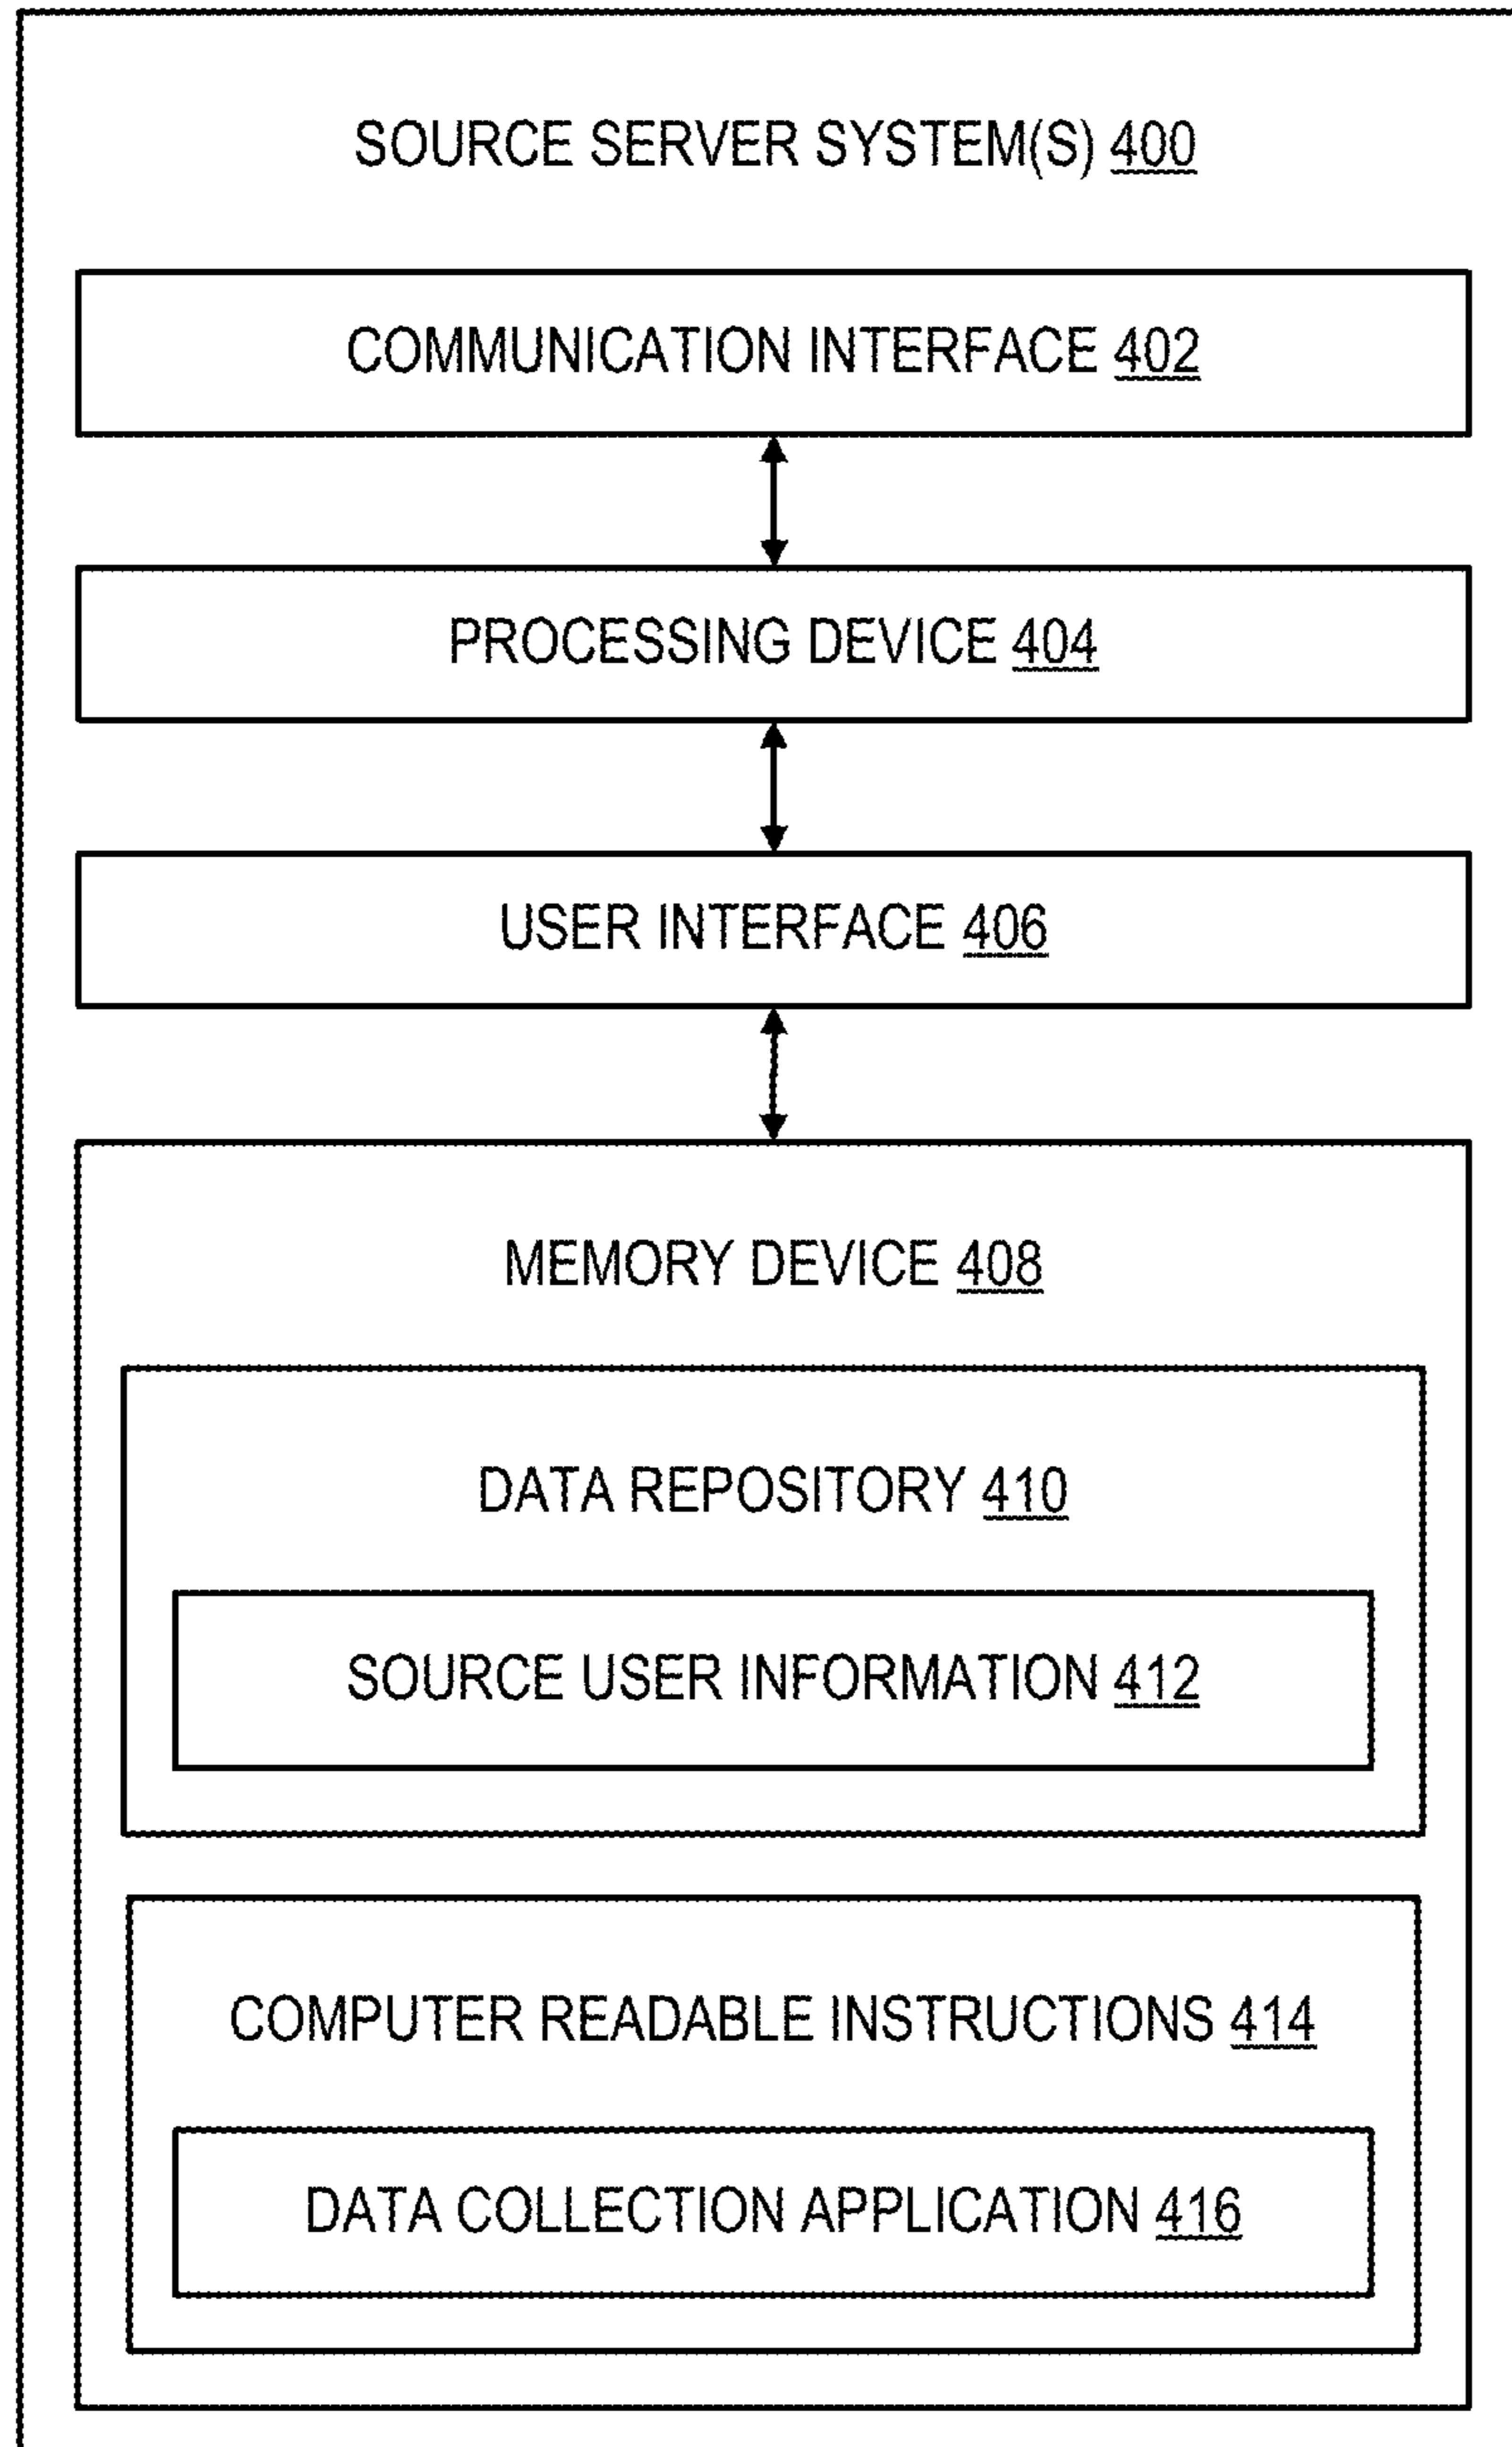 SOURCE SERVER SYSTEM(S) 400
COMMUNICATION INTERFACE 402
PROCESSING DEVICE 404
USER INTERFACE 406
MEMORY DEVICE 408
DATA REPOSITORY 410
SOURCE USER INFORMATION 412
COMPUTER READABLE INSTRUCTIONS 414
DATA COLLECTION APPLICATION 416